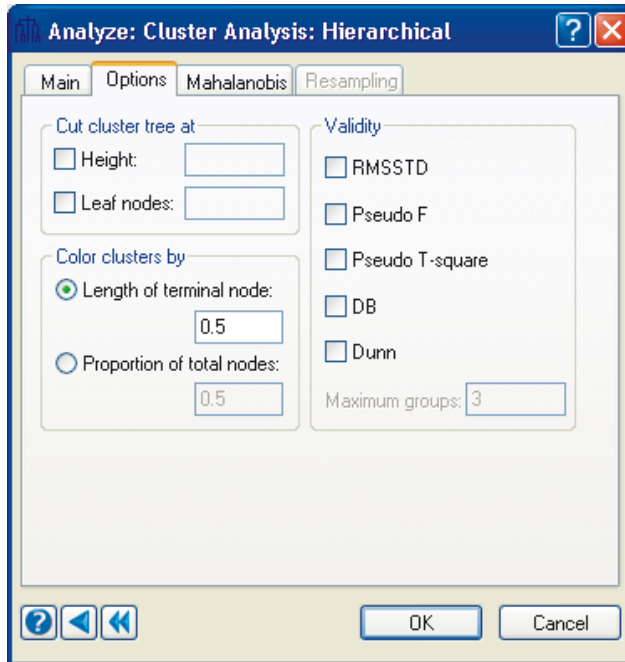 Analyze: Cluster Analysis: Hierarchical
Main Options Mahalanobis Resampling
Cut cluster tree at
Height:
Leaf nodes:
Color clusters by
Length of terminal node:
0.5
Proportion of total nodes:
0.5
Validity
RMSSTD
Pseudo F
Pseudo T-square
DB
Dunn
Maximum groups: 3
OK Cancel